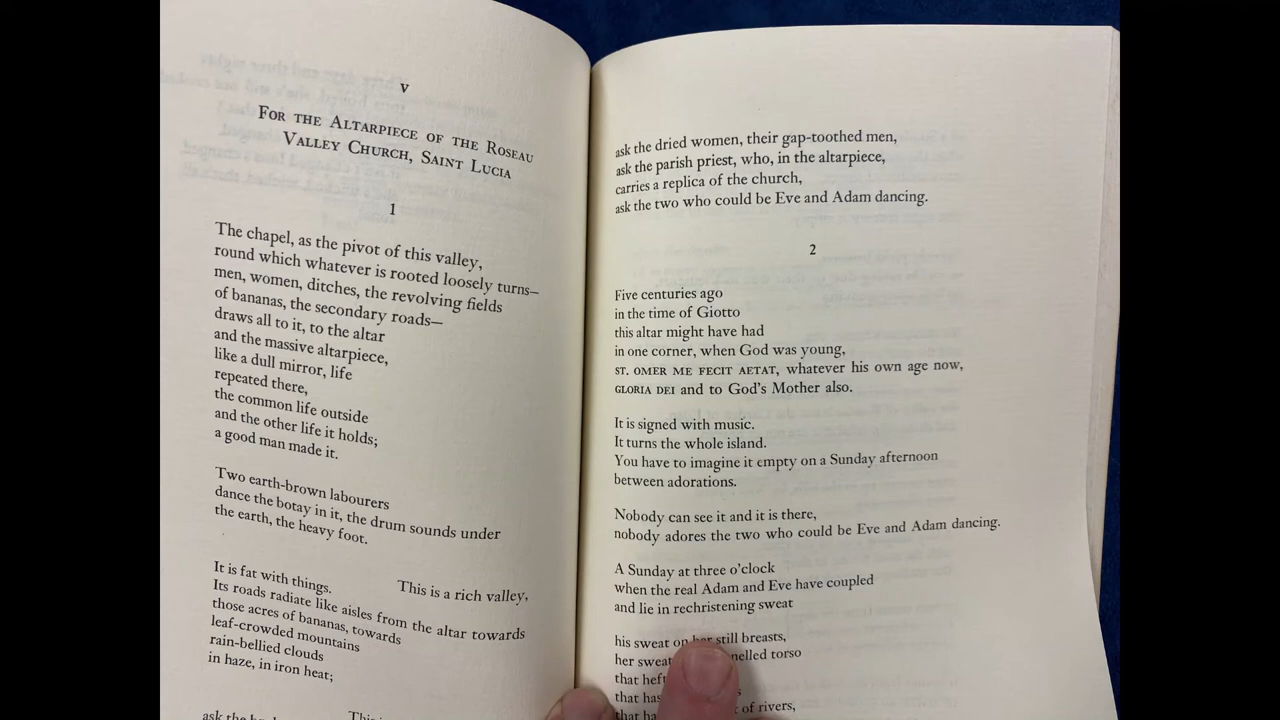 V
FOR THE ALTARPIECE OF THE ROSEAU
VALLEY CHURCH, SAINT LUCIA
1
The chapel, as the pivot of this valley,
round which whatever is rooted loosely turns—
men, women, ditches, the revolving fields
of bananas, the secondary roads—
draws all to it, to the altar
and the massive altarpiece,
like a dull mirror, life
repeated there,
the common life outside
and the other life it holds;
a good man made it.
Two earth-brown labourers
dance the botay in it, the drum sounds under
the earth, the heavy foot.
This is a rich valley,
It is fat with things.
Its roads radiate like aisles from the altar towards
those acres of bananas, towards
leaf-crowded mountains
rain-bellied clouds
in haze, in iron heat;
ask the
ask the dried women, their gap-toothed men,
ask the parish priest, who, in the altarpiece,
carries a replica of the church,
ask the two who could be Eve and Adam dancing.
2
Five centuries ago
in the time of Giotto
this altar might have had
in one corner, when God was young,
ST. OMER ME FECIT AETAT, whatever his own age now,
GLORIA DEI and to God's Mother also.
It is signed with music.
It turns the whole island.
You have to imagine it empty on a Sunday afternoon
between adorations.
Nobody can see it and it is there,
nobody adores the two who could be Eve and Adam dancing.
A Sunday at three o'clock
when the real Adam and Eve have coupled
and lie in rechristening sweat
his sweat on her still breasts,
her sweat nelled torso
that
that has
that of rivers,